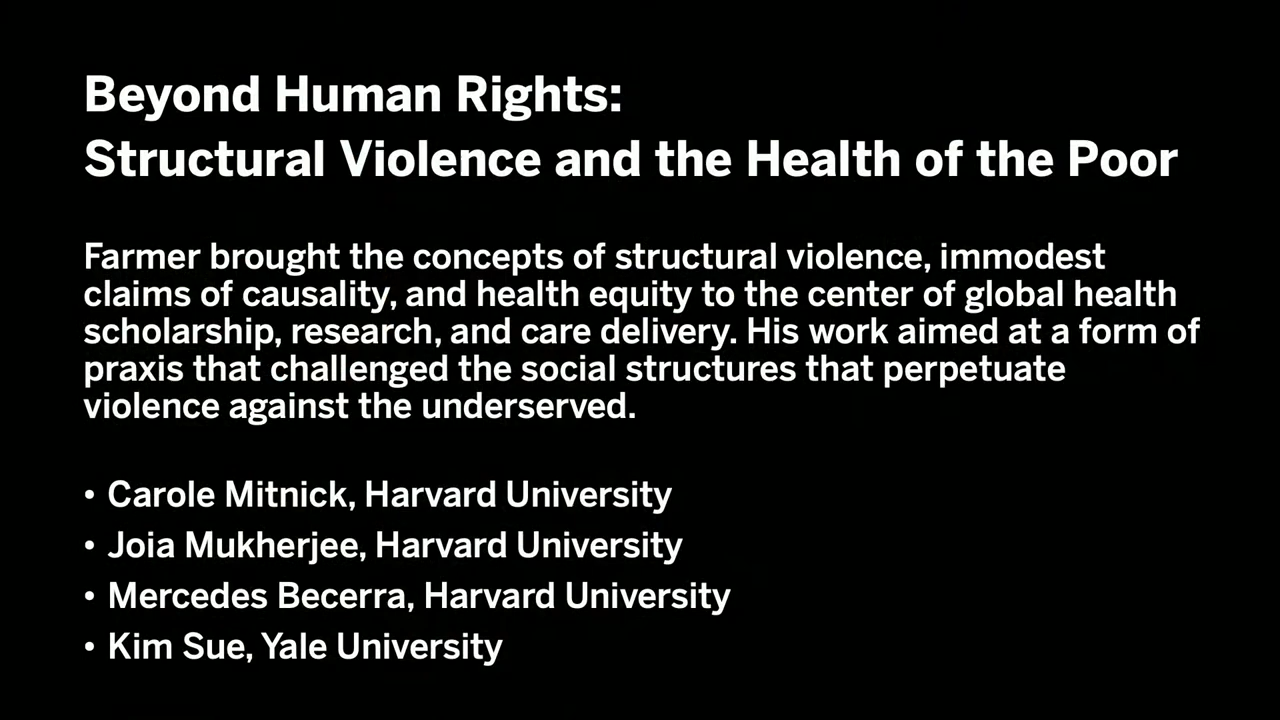 Beyond Human Rights:
Structural Violence and the Health of the Poor
Farmer brought the concepts of structural violence, immodest
claims of causality, and health equity to the center of global health
scholarship, research, and care delivery. His work aimed at a form of
praxis that challenged the social structures that perpetuate
violence against the underserved.
• Carole Mitnick, Harvard University
• Joia Mukherjee, Harvard University
• Mercedes Becerra, Harvard University
• Kim Sue, Yale University